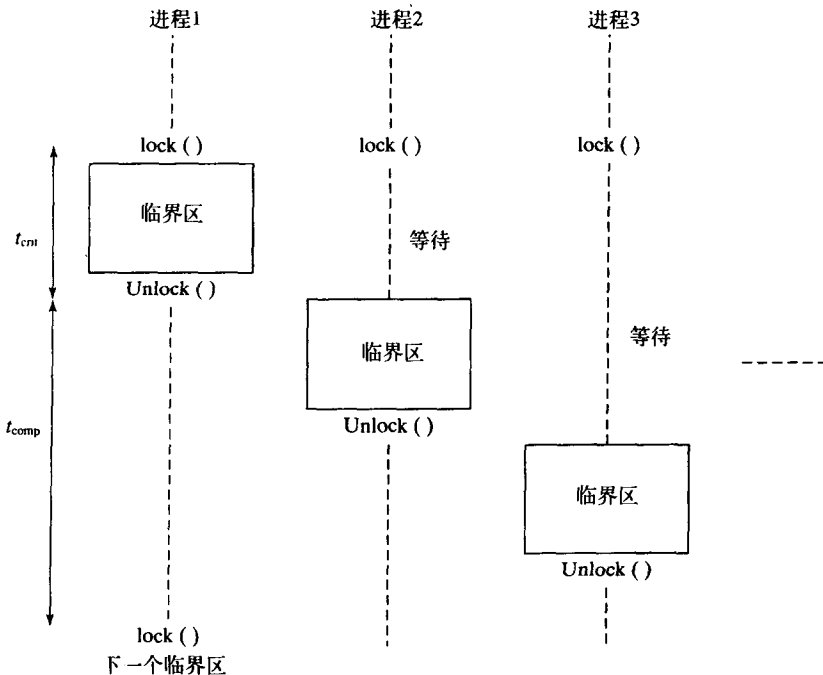 进程1 进程2 进程3
lock ( ) lock ( ) lock ( )
临界区
t_crit
等待
Unlock ( )
临界区
等待
Unlock ( )
t_comp
临界区
Unlock ( )
lock ( )
下一个临界区